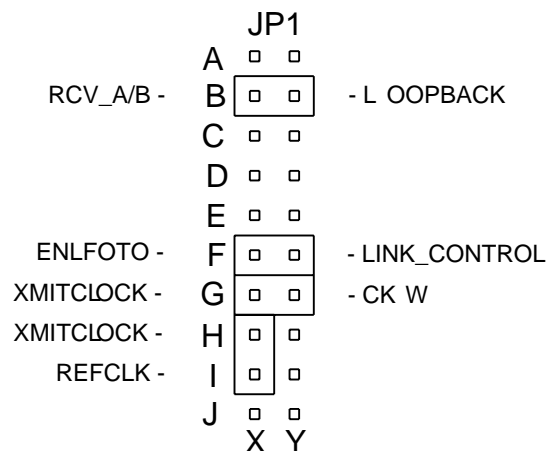 JP1
A
RCV_A/B - B - L OOPBACK
C
D
E
ENLFOTO - F - LINK_CONTROL
XMITCLOCK - G - CK W
XMITCLOCK - H
REFCLK - I
J
X Y